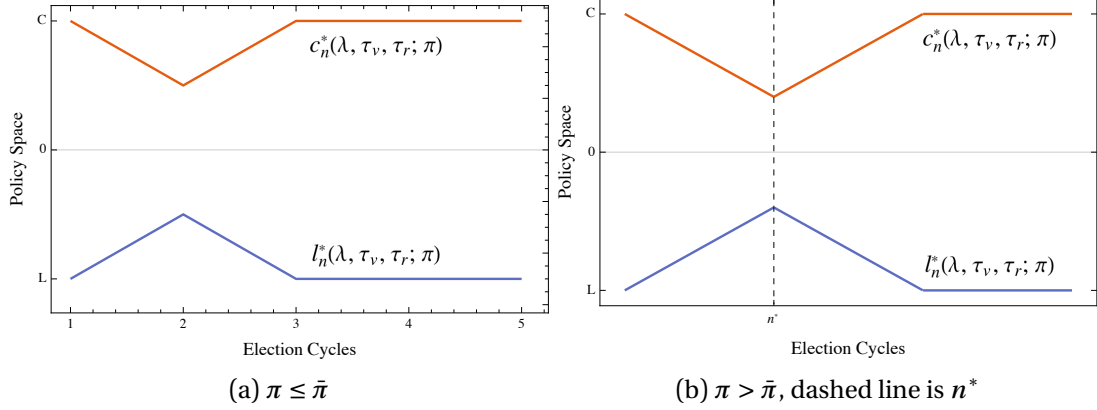 C
0
L
Policy Space
c*n(λ, τv, τr; π)
l*n(λ, τv, τr; π)
1 2 3 4 5
Election Cycles
(a) π ≤ π̄
C
0
L
Policy Space
c*n(λ, τv, τr; π)
l*n(λ, τv, τr; π)
n*
Election Cycles
(b) π > π̄, dashed line is n*